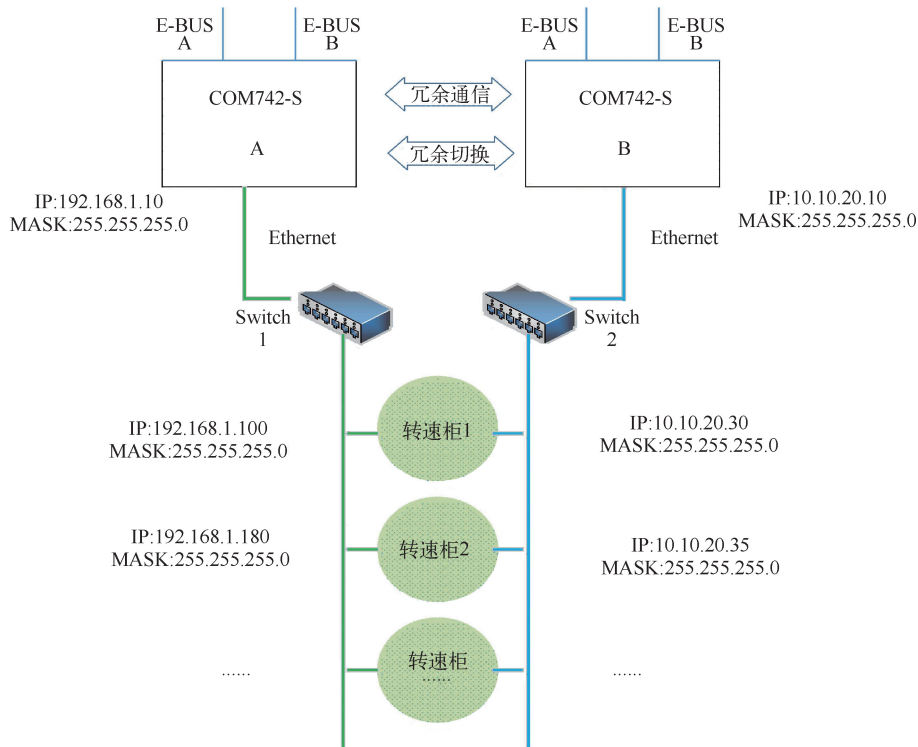 E-BUS
A
E-BUS
B
E-BUS
A
E-BUS
B
COM742-S
A
冗余通信
冗余切换
COM742-S
B
IP:192.168.1.10
MASK:255.255.255.0
Ethernet
IP:10.10.20.10
MASK:255.255.255.0
Ethernet
Switch
1
Switch
2
IP:192.168.1.100
MASK:255.255.255.0
转速柜1
IP:10.10.20.30
MASK:255.255.255.0
IP:192.168.1.180
MASK:255.255.255.0
转速柜2
IP:10.10.20.35
MASK:255.255.255.0
......
转速柜
......
......